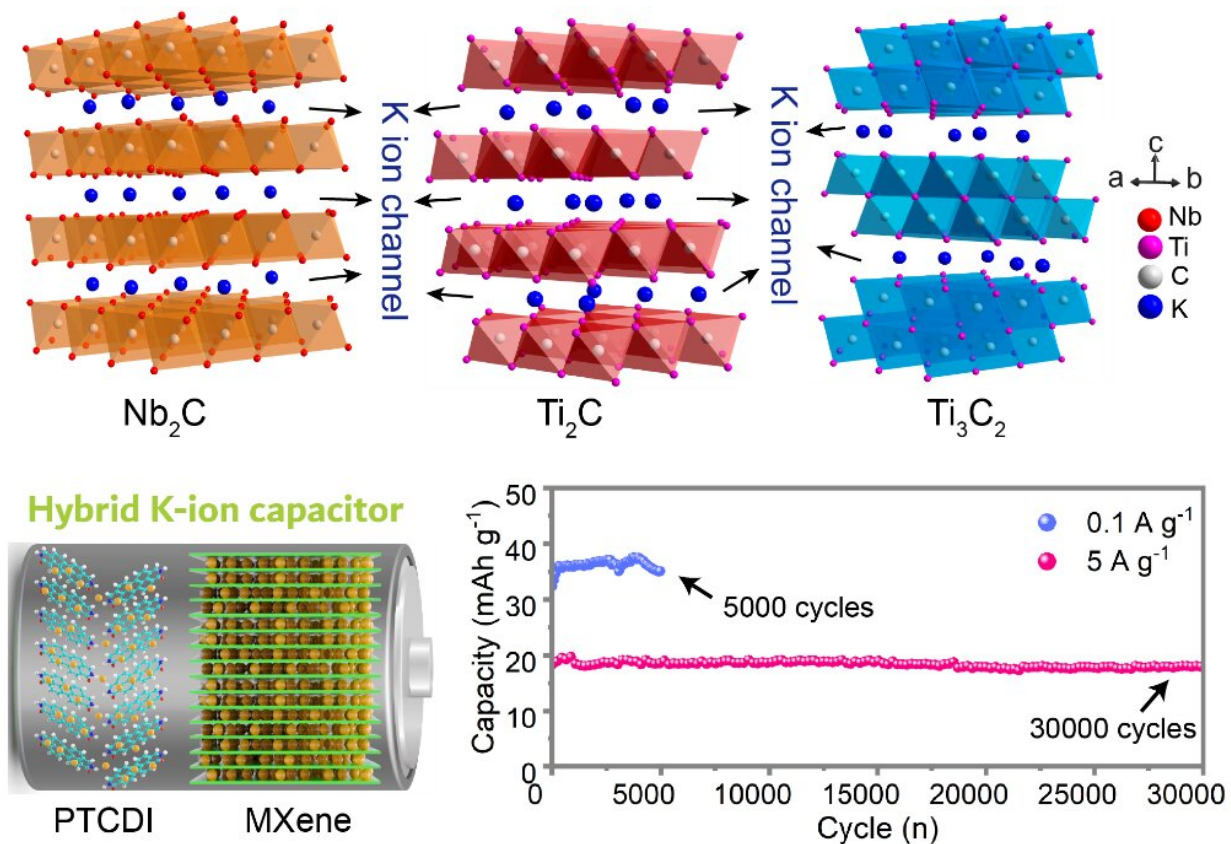 K ion channel
K ion channel
c
a b
Nb
Ti
C
K
Nb₂C
Ti₂C
Ti₃C₂
Hybrid K-ion capacitor
PTCDI
MXene
Capacity (mAh g⁻¹)
50
40
30
20
10
0
0.1 A g⁻¹
5 A g⁻¹
5000 cycles
30000 cycles
0 5000 10000 15000 20000 25000 30000
Cycle (n)